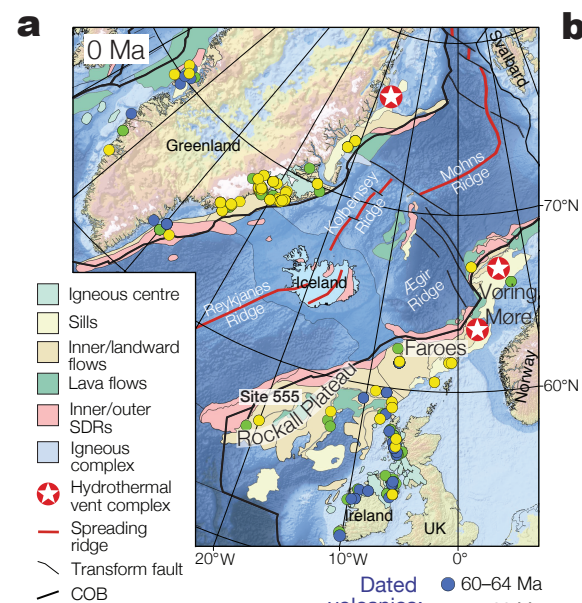 a
b
0 Ma
Svalbard
Greenland
Mohns
Ridge
Kolbensey
Ridge
70°N
Iceland
Reykjanes
Ridge
Ægir
Ridge
Vøring
Møre
Faroes
Norway
60°N
Site 555
Rockall Plateau
Ireland
UK
Igneous centre
Sills
Inner/landward
flows
Lava flows
Inner/outer
SDRs
Igneous
complex
Hydrothermal
vent complex
Spreading
ridge
Transform fault
COB
20°W
10°W
0°
Dated
60–64 Ma